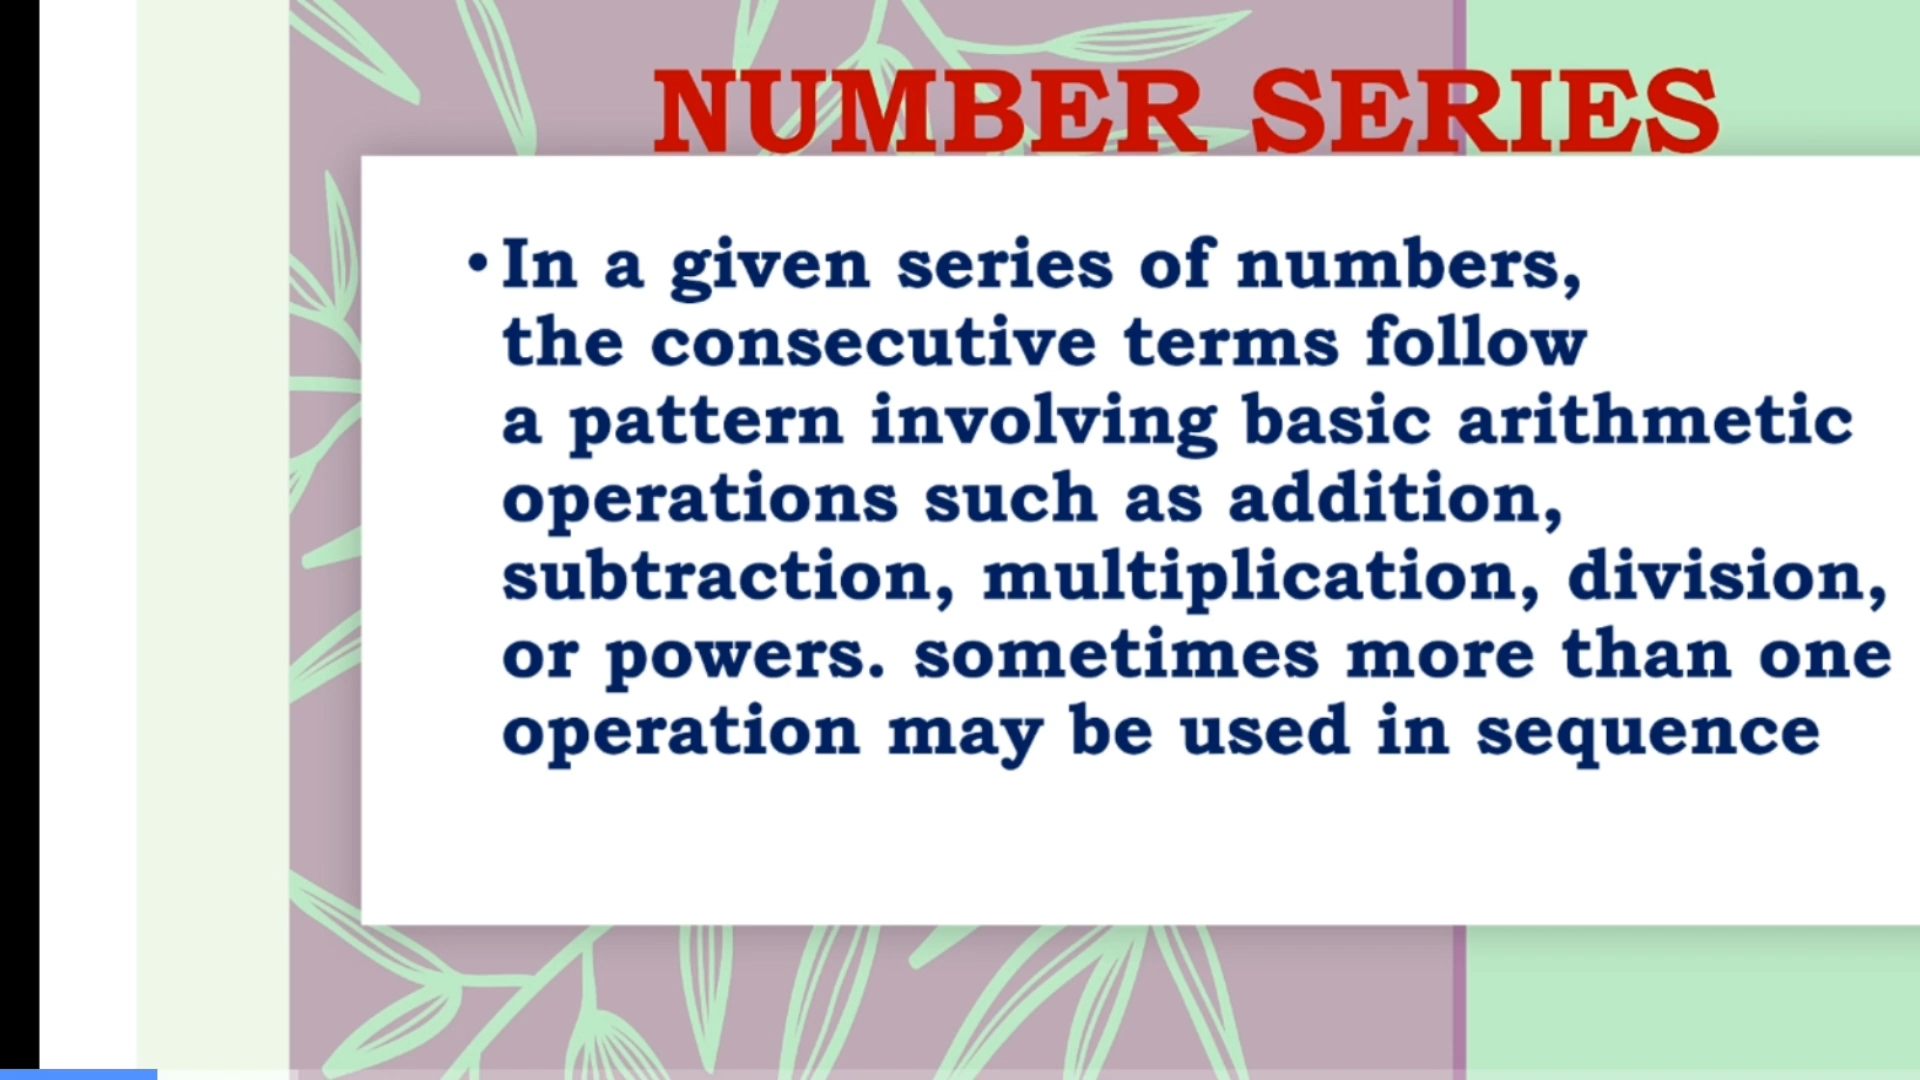 NUMBER SERIES
• In a given series of numbers,
the consecutive terms follow
a pattern involving basic arithmetic
operations such as addition,
subtraction, multiplication, division,
or powers. sometimes more than one
operation may be used in sequence